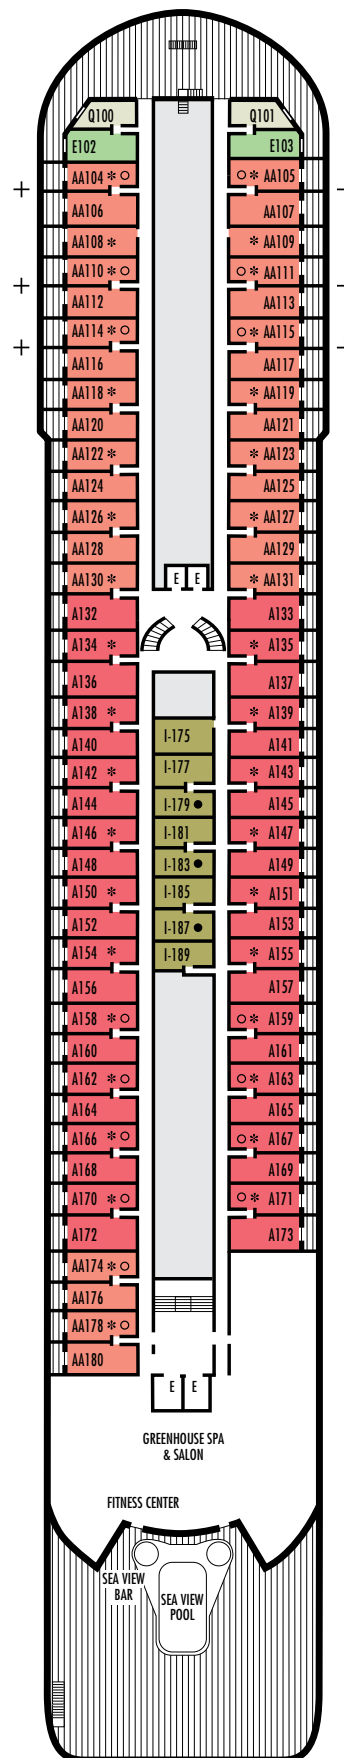 Q100 Q101
E102 E103
AA104 * ○ ○ * AA105
AA106 AA107
AA108 * * AA109
AA110 * ○ ○ * AA111
AA112 AA113
AA114 * ○ ○ * AA115
AA116 AA117
AA118 * * AA119
AA120 AA121
AA122 * * AA123
AA124 AA125
AA126 * * AA127
AA128 AA129
AA130 * E E * AA131
A132 A133
A134 * * A135
A136 A137
A138 * * A139
I-175
A140 A141
A142 * I-177 * A143
A144 I-179 ● A145
A146 * I-181 * A147
A148 I-183 ● A149
A150 * I-185 * A151
A152 I-187 ● A153
A154 * I-189 * A155
A156 A157
A158 * ○ ○ * A159
A160 A161
A162 * ○ ○ * A163
A164 A165
A166 * ○ ○ * A167
A168 A169
A170 * ○ ○ * A171
A172 A173
AA174 * ○
AA176
AA178 * ○
AA180
E E
GREENHOUSE SPA
& SALON
FITNESS CENTER
SEA VIEW
BAR
SEA VIEW
POOL